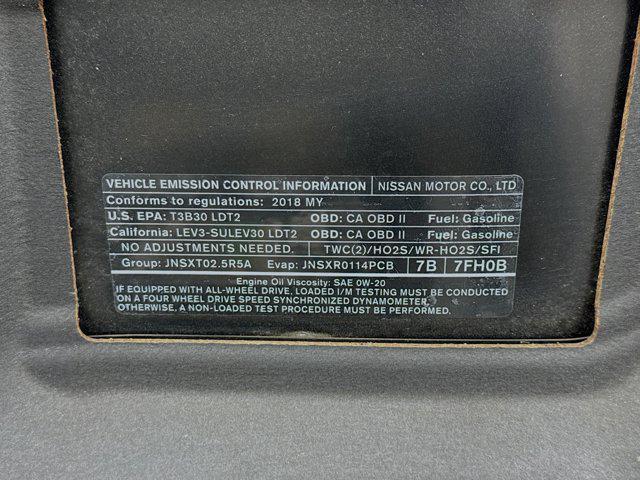 VEHICLE EMISSION CONTROL INFORMATION NISSAN MOTOR CO., LTD
Conforms to regulations: 2018 MY
U.S. EPA: T3B30 LDT2 OBD: CA OBD II Fuel: Gasoline
California: LEV3-SULEV30 LDT2 OBD: CA OBD II Fuel: Gasoline
NO ADJUSTMENTS NEEDED. TWC(2)/HO2S/WR-HO2S/SFI
Group: JNSXT02.5R5A Evap: JNSXR0114PCB 7B 7FH0B
Engine Oil Viscosity: SAE 0W-20
IF EQUIPPED WITH ALL-WHEEL DRIVE, LOADED I/M TESTING MUST BE CONDUCTED
ON A FOUR WHEEL DRIVE SPEED SYNCHRONIZED DYNAMOMETER,
OTHERWISE, A NON-LOADED TEST PROCEDURE MUST BE PERFORMED.